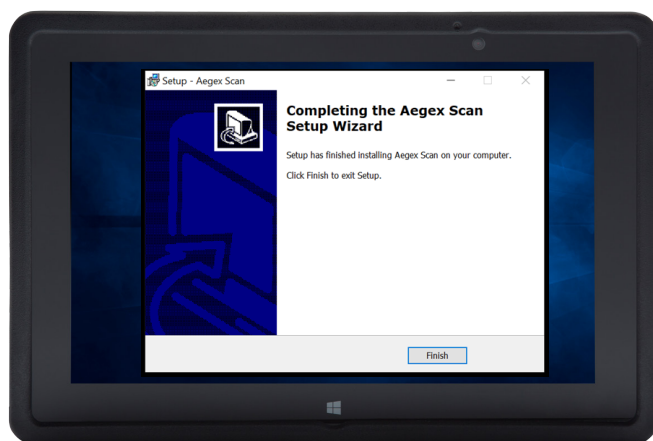 Setup - Aegex Scan
Completing the Aegex Scan
Setup Wizard
Setup has finished installing Aegex Scan on your computer.
Click Finish to exit Setup.
Finish